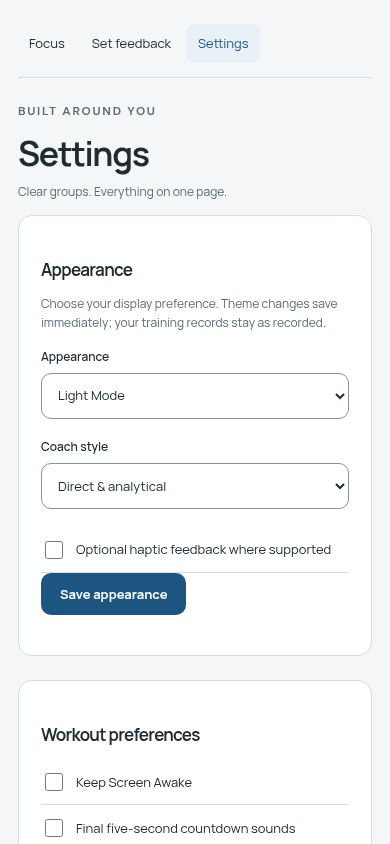 Focus
Set feedback
Settings
BUILT AROUND YOU
Settings
Clear groups. Everything on one page.
Appearance
Choose your display preference. Theme changes save
immediately; your training records stay as recorded.
Appearance
Light Mode
Coach style
Direct & analytical
Optional haptic feedback where supported
Save appearance
Workout preferences
Keep Screen Awake
Final five-second countdown sounds